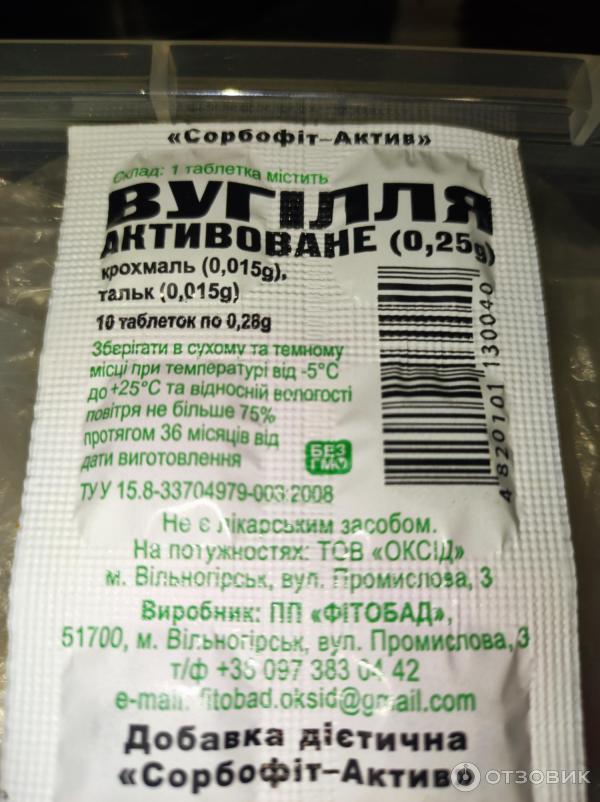 «Сорбофіт-Актив»
Склад: 1 таблетка містить
ВУГІЛЛЯ
АКТИВОВАНЕ (0,25g)
крохмаль (0,015g),
тальк (0,015g)
10 таблеток по 0,28g
Зберігати в сухому та темному
місці при температурі від -5°С
до +25°С та відносній вологості
повітря не більше 75%
протягом 36 місяців від
дати виготовлення
БЕЗ
ГМО
ТУ У 15.8-33704979-003:2008
4 820101 130040
Не є лікарським засобом.
На потужностях: ТОВ «ОКСІД»
м. Вільногірськ, вул. Промислова, 3
Виробник: ПП «ФІТОБАД»,
51700, м. Вільногірськ, вул. Промислова,3
т/ф +38 097 383 04 42
e-mail: fitobad.oksid@gmail.com
Добавка дієтична
«Сорбофіт-Актив»
ОТЗОВИК